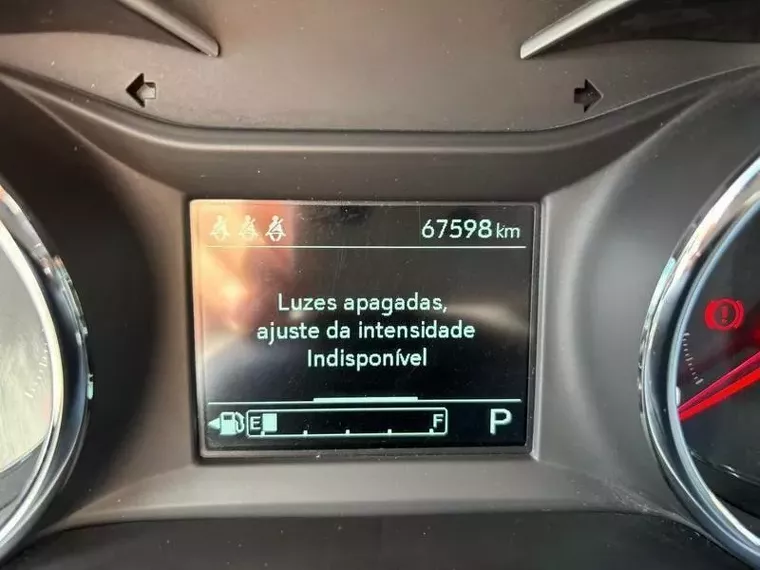 67598 km
Luzes apagadas,
ajuste da intensidade
Indisponível
E F P